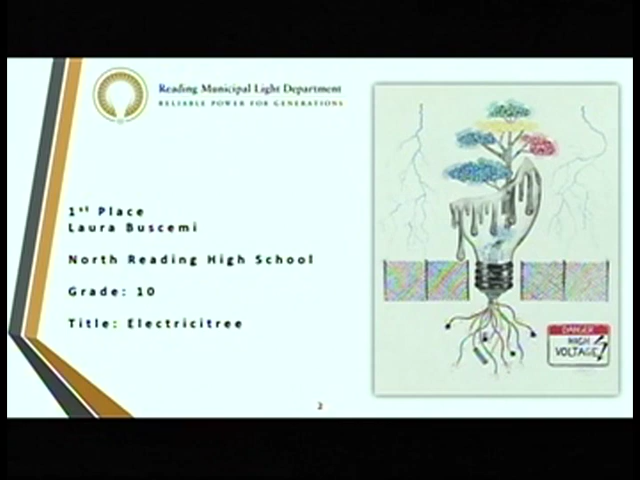 Reading Municipal Light Department
RELIABLE POWER FOR GENERATIONS
1st Place
Laura Buscemi
North Reading High School
Grade: 10
Title: Electricitree
DANGER
HIGH
VOLTAGE
2